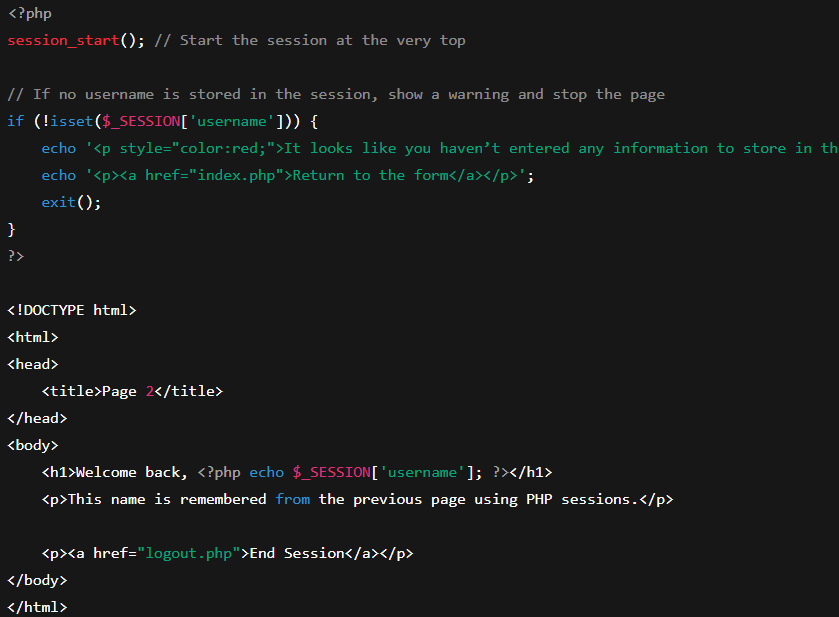 <?php
session_start(); // Start the session at the very top
// If no username is stored in the session, show a warning and stop the page
if (!isset($_SESSION['username'])) {
    echo '<p style="color:red;">It looks like you haven’t entered any information to store in th
    echo '<p><a href="index.php">Return to the form</a></p>';
    exit();
}
?>
<!DOCTYPE html>
<html>
<head>
    <title>Page 2</title>
</head>
<body>
    <h1>Welcome back, <?php echo $_SESSION['username']; ?></h1>
    <p>This name is remembered from the previous page using PHP sessions.</p>
    <p><a href="logout.php">End Session</a></p>
</body>
</html>